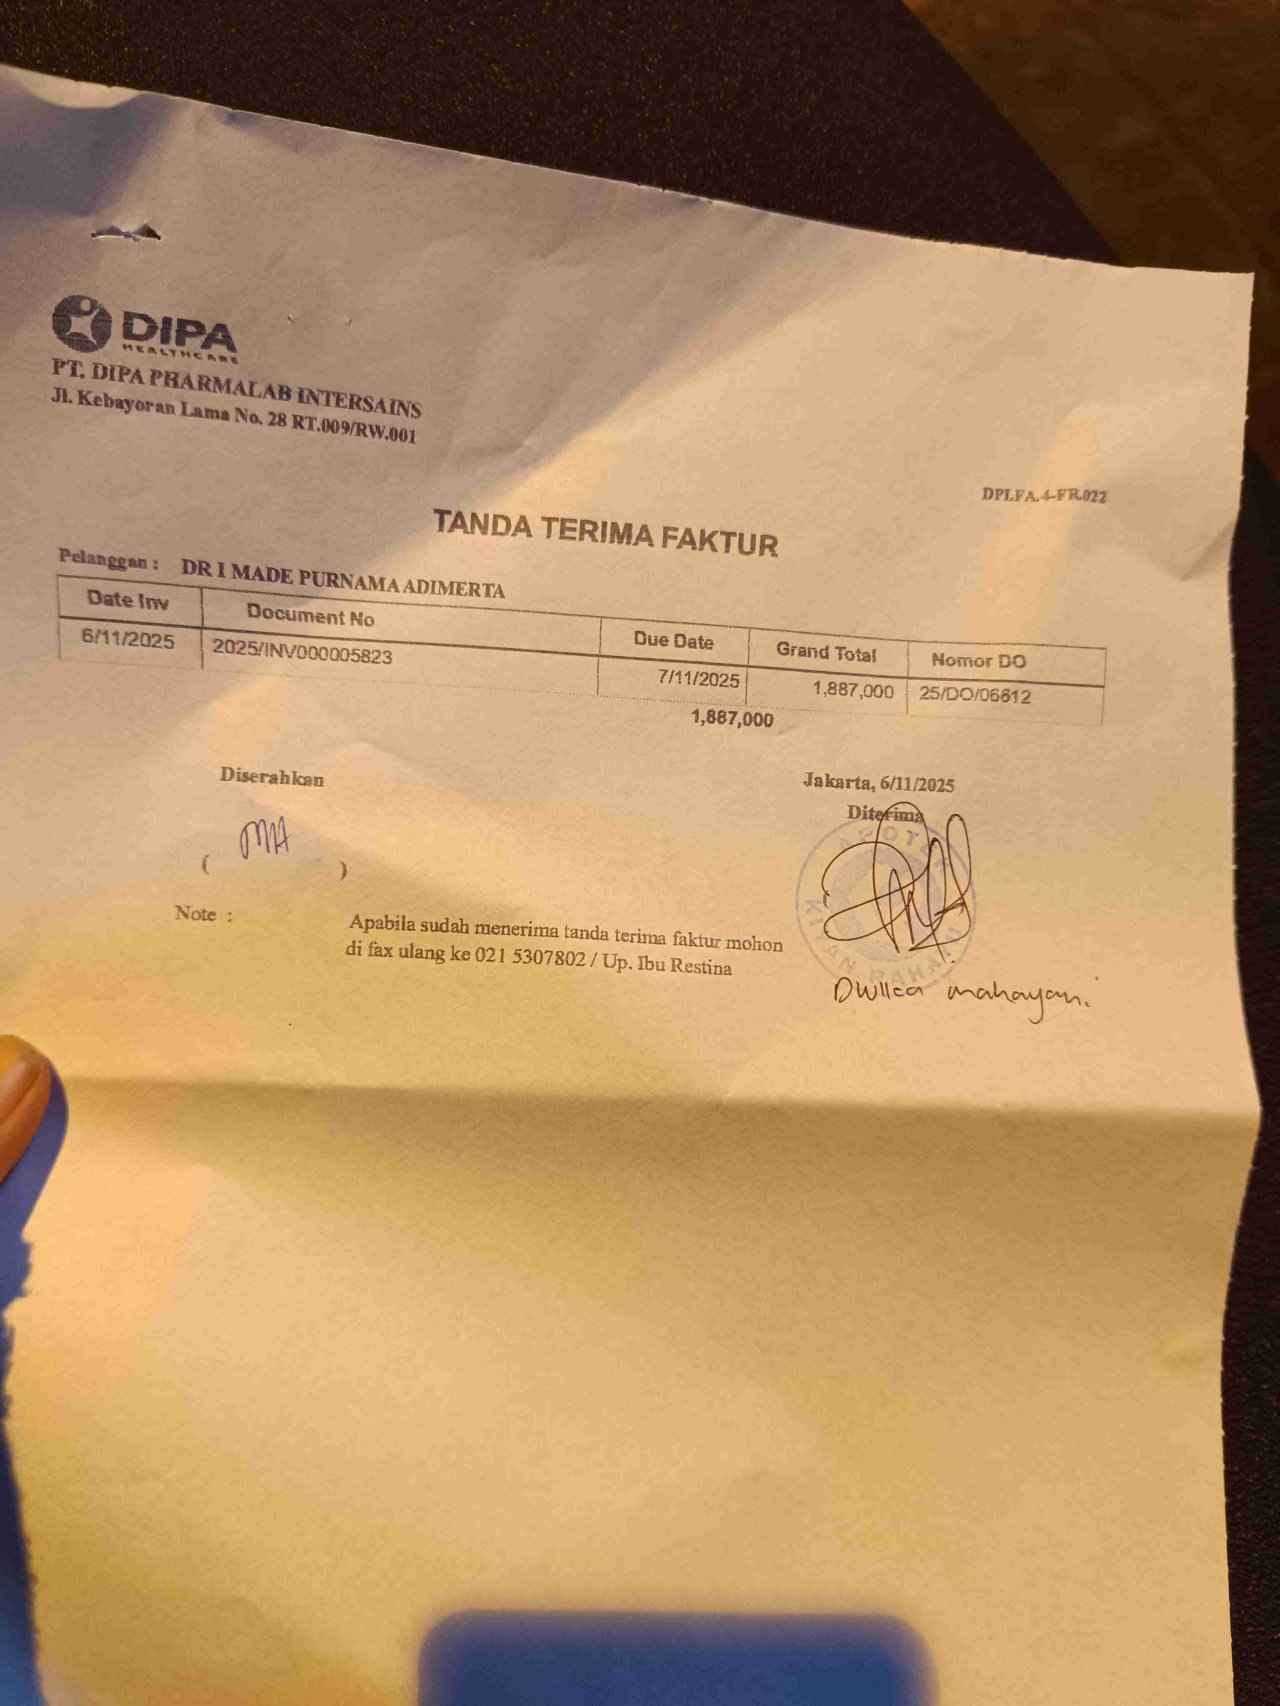 DIPA
HEALTHCARE
PT. DIPA PHARMALAB INTERSAINS
Jl. Kebayoran Lama No. 28 RT.009/RW.001
DPI.FA.4-FR.022
TANDA TERIMA FAKTUR
Pelanggan : DR I MADE PURNAMA ADIMERTA
Date Inv Document No Due Date Grand Total Nomor DO
6/11/2025 2025/INV000005823 7/11/2025 1,887,000 25/DO/06612
1,887,000
Diserahkan
Jakarta, 6/11/2025
Diterima
APOTEK
( )
Note : Apabila sudah menerima tanda terima faktur mohon
di fax ulang ke 021 5307802 / Up. Ibu Restina
mahayani